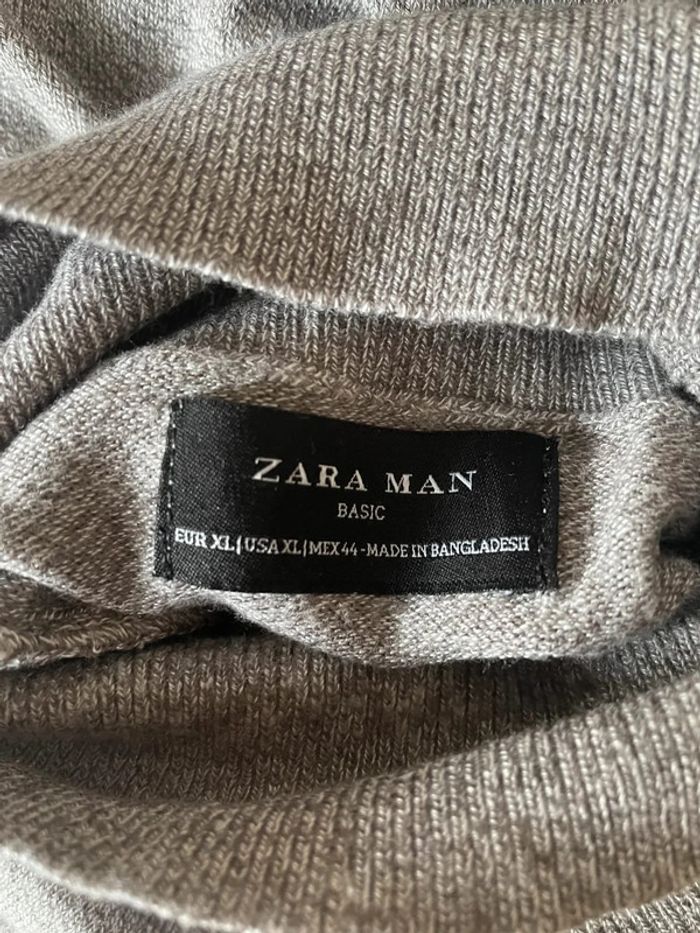 ZARA MAN
BASIC
EUR XL|USA XL|MEX 44-MADE IN BANGLADESH